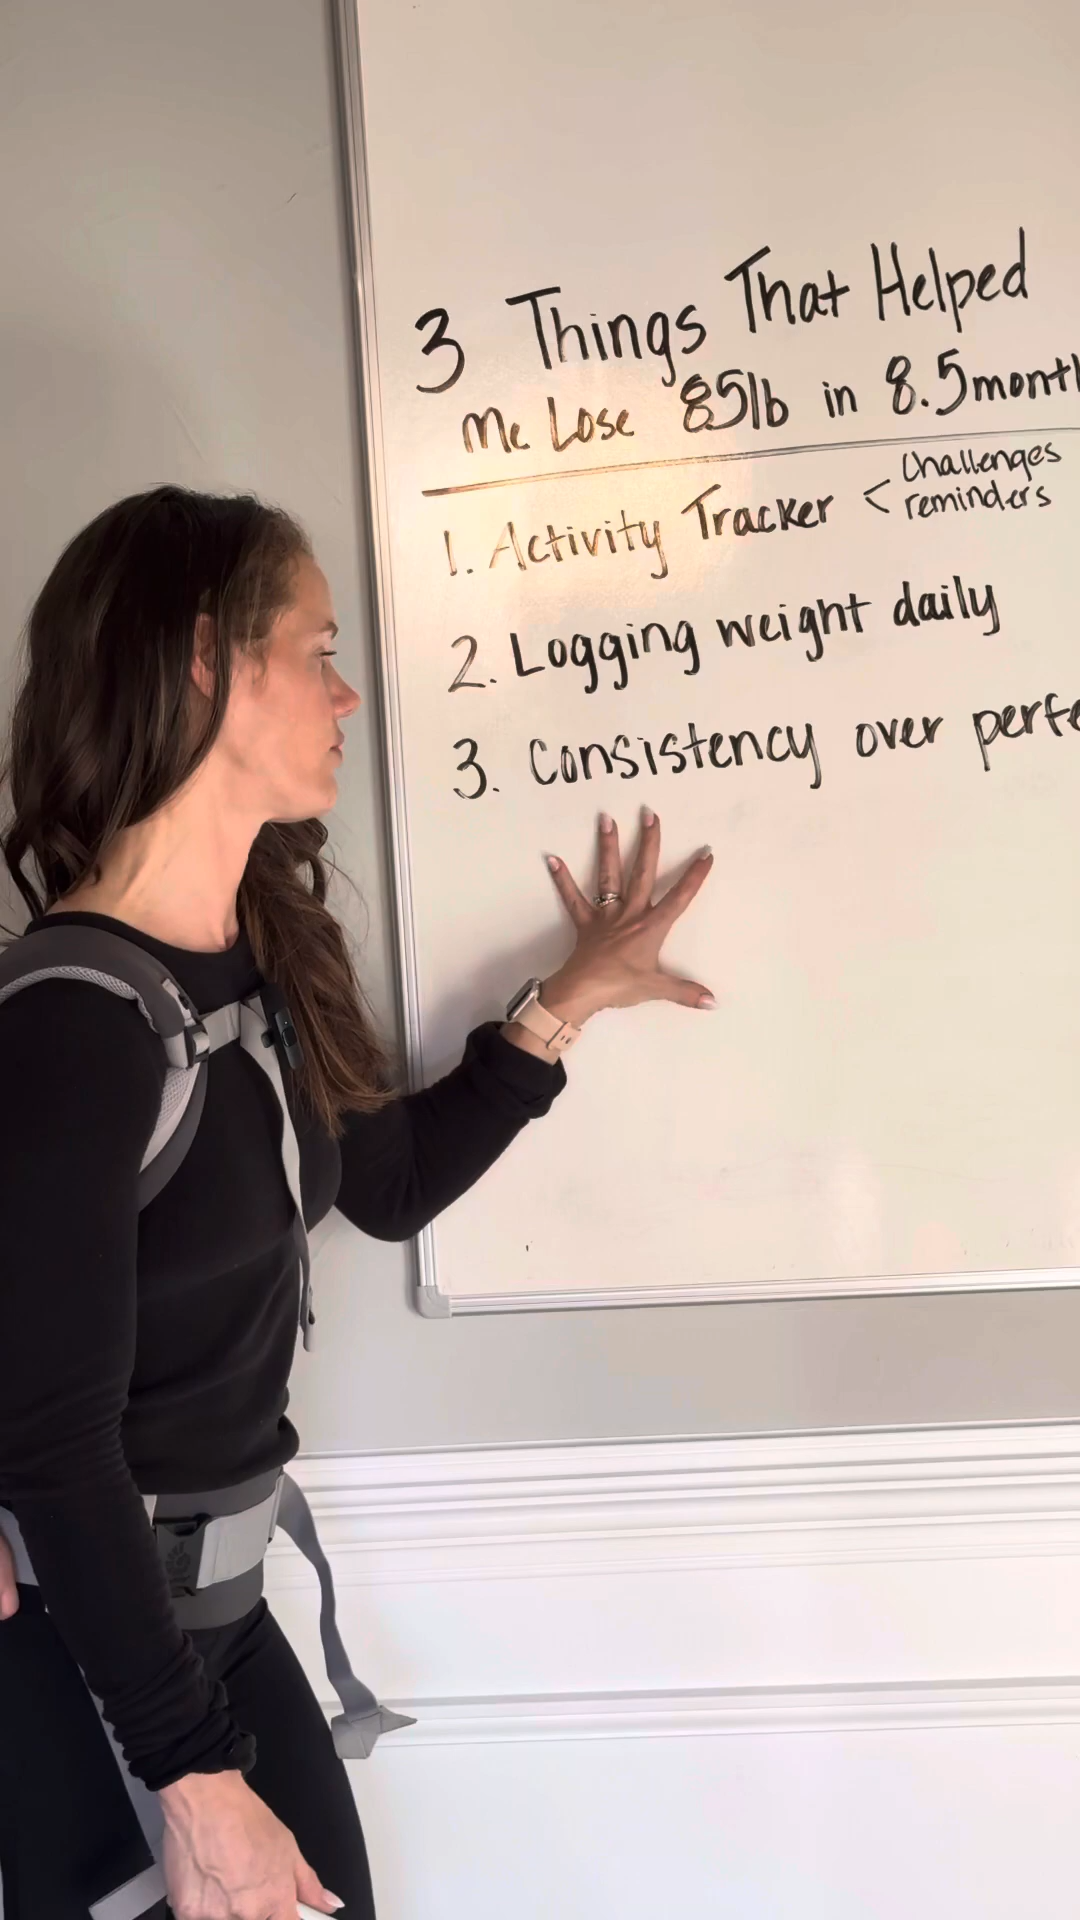 3 Things That Helped
Me Lose 85lb in 8.5month
1. Activity Tracker < Challenges
reminders
2. Logging weight daily
3. Consistency over perfe